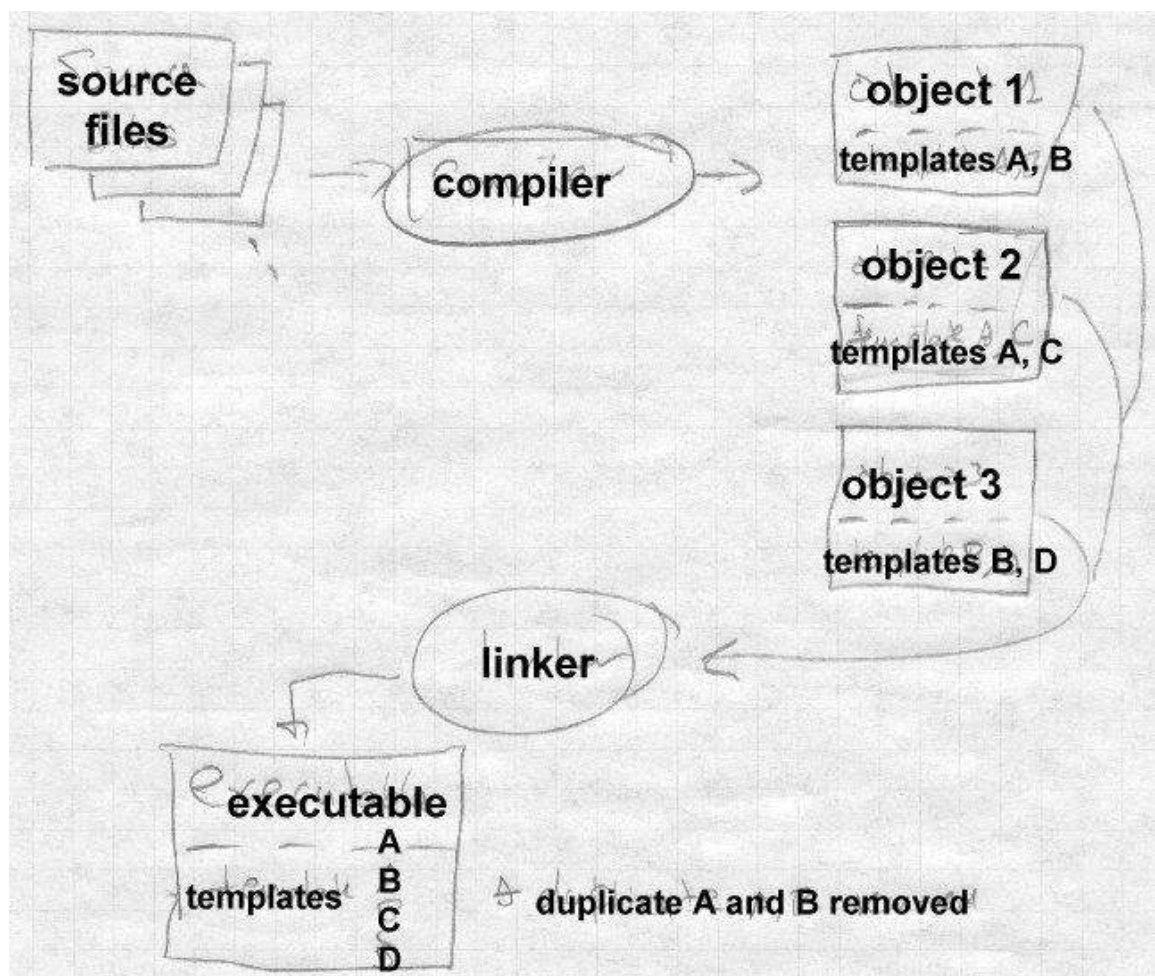 source
files
compiler
object 1
templates A, B
object 2
templates A, C
object 3
templates B, D
linker
executable
templates
A
B
C
D
duplicate A and B removed